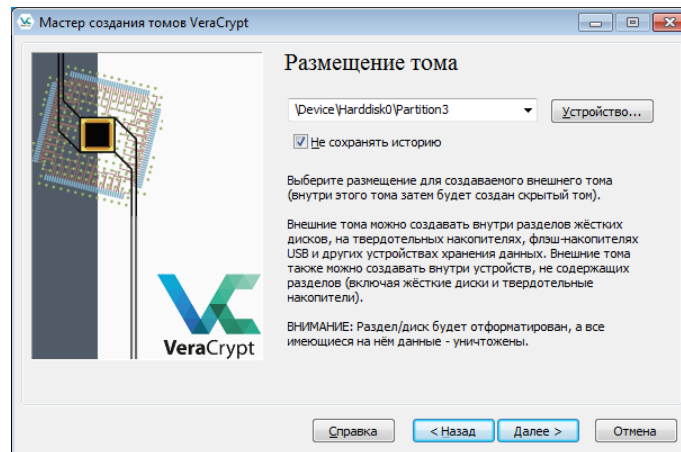 Мастер создания томов VeraCrypt
Размещение тома
\Device\Harddisk0\Partition3
Устройство...
Не сохранять историю
Выберите размещение для создаваемого внешнего тома
(внутри этого тома затем будет создан скрытый том).
Внешние тома можно создавать внутри разделов жёстких
дисков, на твердотельных накопителях, флэш-накопителях
USB и других устройствах хранения данных. Внешние тома
также можно создавать внутри устройств, не содержащих
разделов (включая жёсткие диски и твердотельные
накопители).
ВНИМАНИЕ: Раздел/диск будет отформатирован, а все
имеющиеся на нём данные - уничтожены.
VeraCrypt
Справка
< Назад
Далее >
Отмена